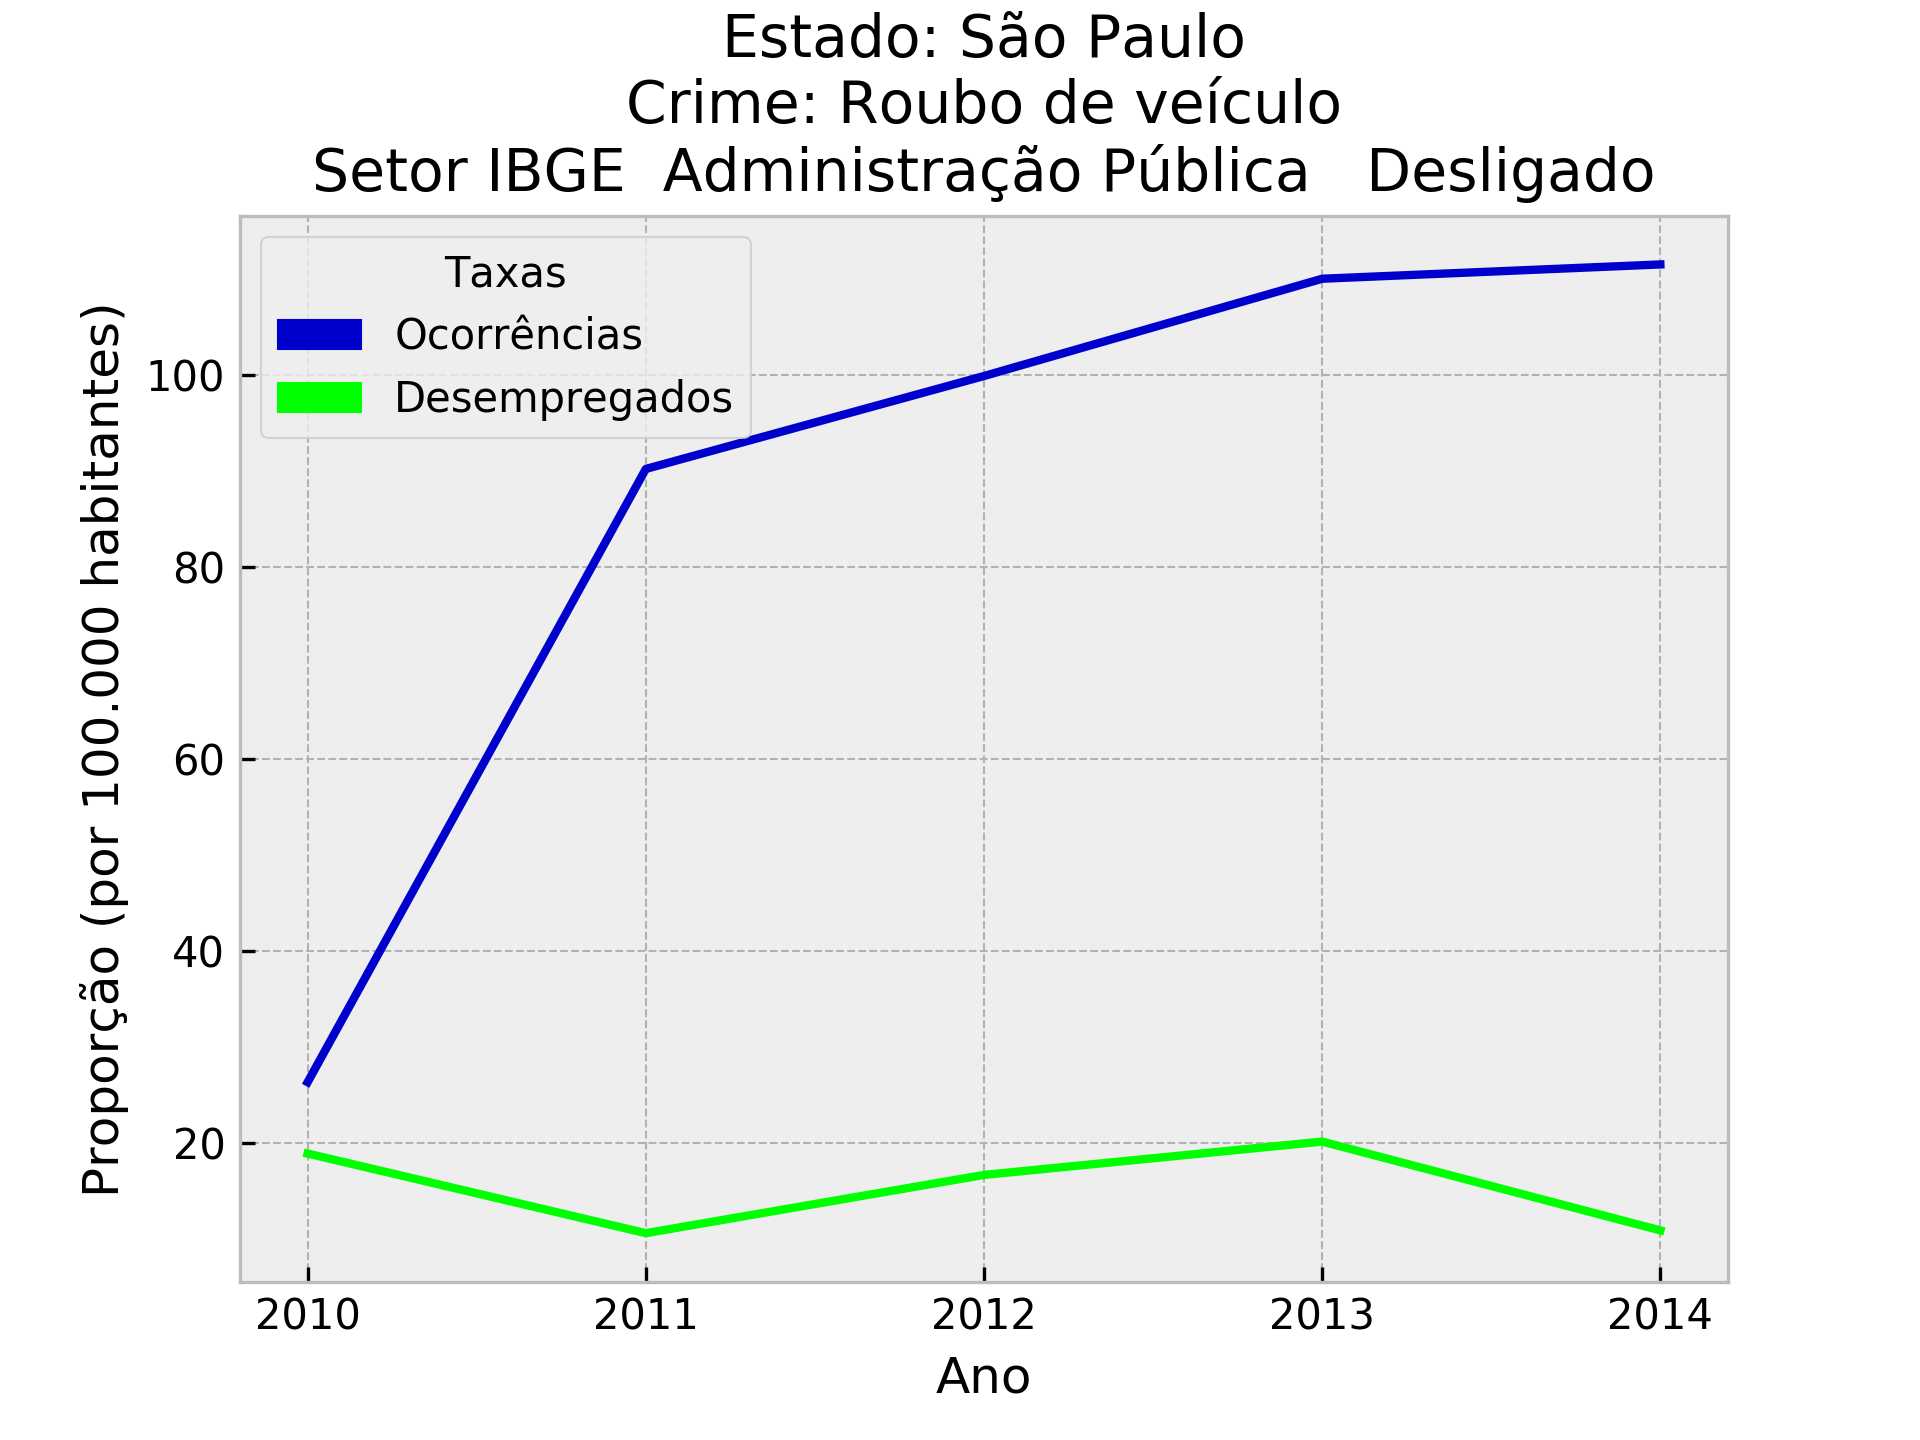 Estado: São Paulo
Crime: Roubo de veículo
Setor IBGE  Administração Pública   Desligado
Taxas
Ocorrências
Desempregados
Proporção (por 100.000 habitantes)
100
80
60
40
20
2010 2011 2012 2013 2014
Ano